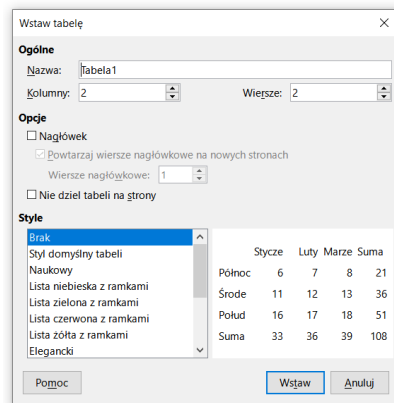 Wstaw tabelę
Ogólne
Nazwa: Tabela1
Kolumny: 2 Wiersze: 2
Opcje
Nagłówek
Powtarzaj wiersze nagłówkowe na nowych stronach
Wiersze nagłówkowe: 1
Nie dziel tabeli na strony
Style
Brak
Styl domyślny tabeli
Naukowy
Lista niebieska z ramkami
Lista zielona z ramkami
Lista czerwona z ramkami
Lista żółta z ramkami
Elegancki
Stycze Luty Marze Suma
Północ 6 7 8 21
Środe 11 12 13 36
Połud 16 17 18 51
Suma 33 36 39 108
Pomoc Wstaw Anuluj